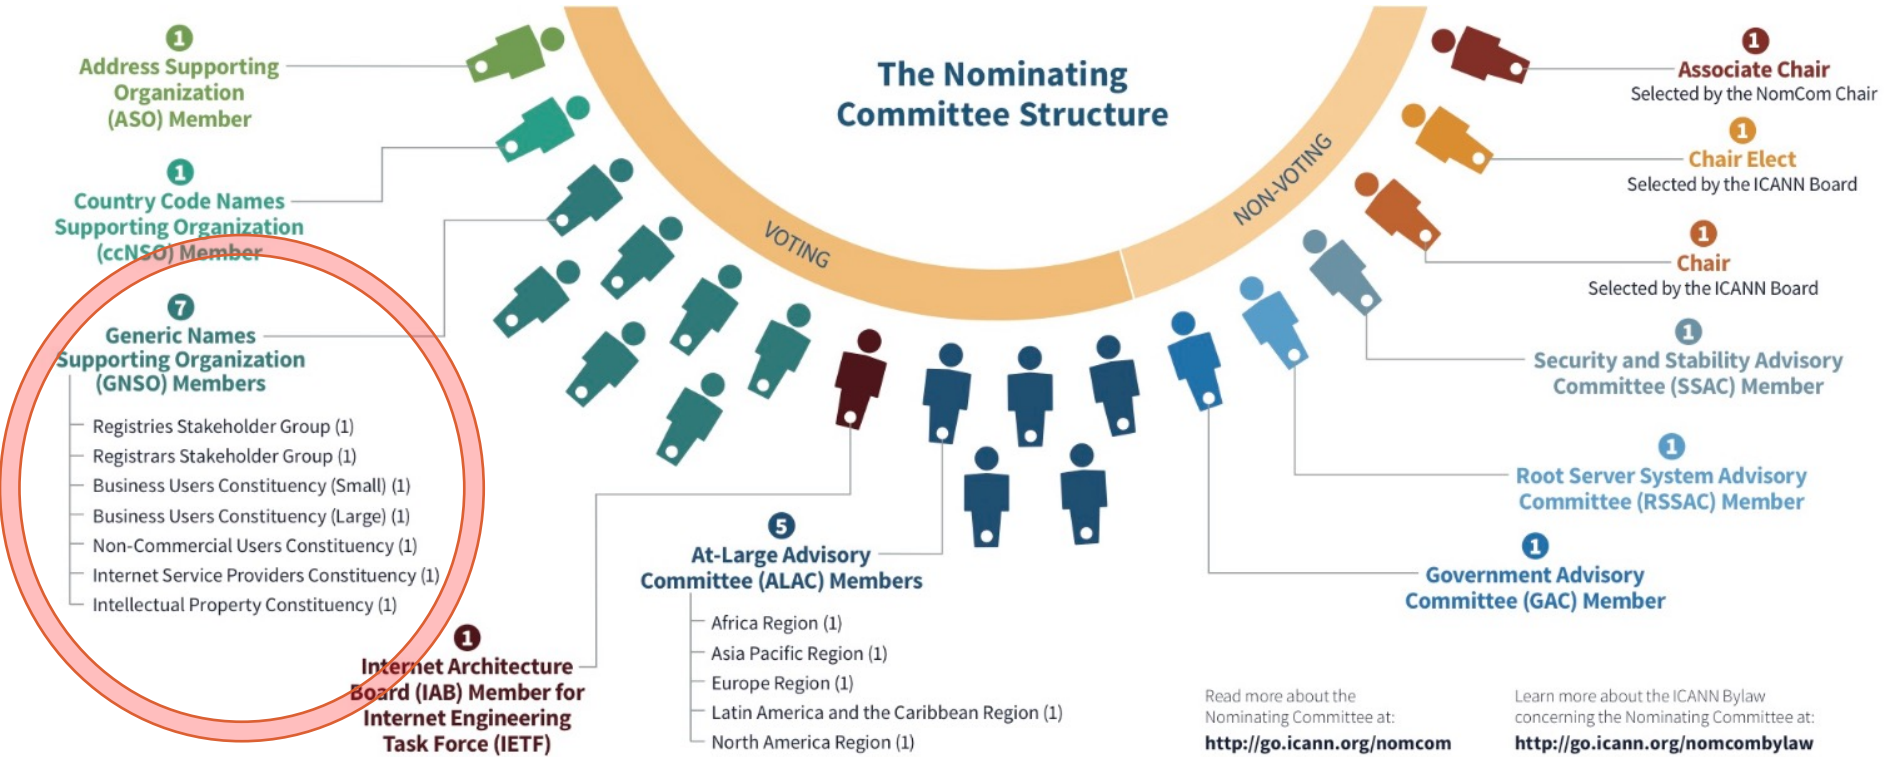 The Nominating
Committee Structure
VOTING
NON-VOTING
1
Address Supporting
Organization
(ASO) Member
1
Country Code Names
Supporting Organization
(ccNSO) Member
7
Generic Names
Supporting Organization
(GNSO) Members
Registries Stakeholder Group (1)
Registrars Stakeholder Group (1)
Business Users Constituency (Small) (1)
Business Users Constituency (Large) (1)
Non-Commercial Users Constituency (1)
Internet Service Providers Constituency (1)
Intellectual Property Constituency (1)
1
Internet Architecture
Board (IAB) Member for
Internet Engineering
Task Force (IETF)
5
At-Large Advisory
Committee (ALAC) Members
Africa Region (1)
Asia Pacific Region (1)
Europe Region (1)
Latin America and the Caribbean Region (1)
North America Region (1)
1
Associate Chair
Selected by the NomCom Chair
1
Chair Elect
Selected by the ICANN Board
1
Chair
Selected by the ICANN Board
1
Security and Stability Advisory
Committee (SSAC) Member
1
Root Server System Advisory
Committee (RSSAC) Member
1
Government Advisory
Committee (GAC) Member
Read more about the
Nominating Committee at:
http://go.icann.org/nomcom
Learn more about the ICANN Bylaw
concerning the Nominating Committee at:
http://go.icann.org/nomcombylaw